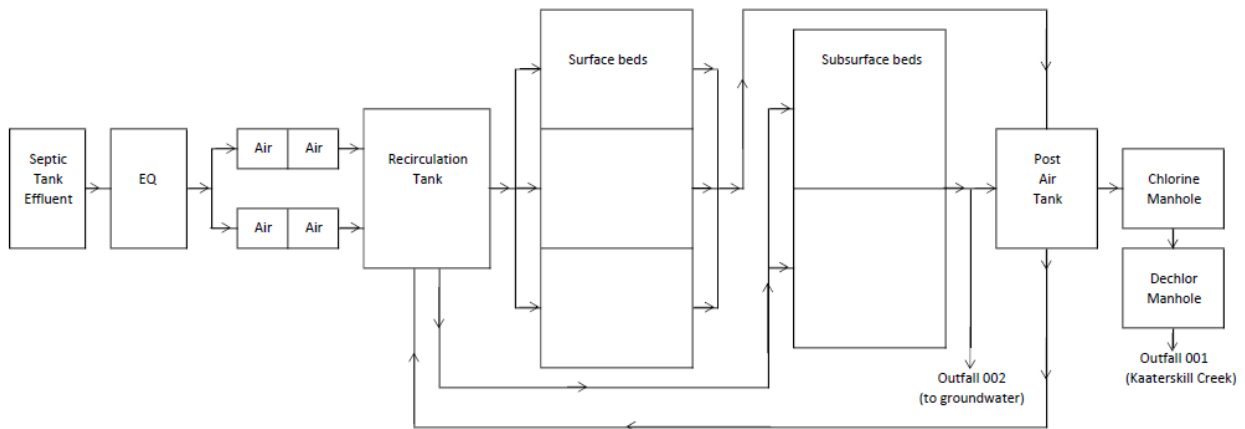 Septic
Tank
Effluent
EQ
Air
Air
Air
Air
Recirculation
Tank
Surface beds
Subsurface beds
Post
Air
Tank
Chlorine
Manhole
Dechlor
Manhole
Outfall 001
(Kaaterskill Creek)
Outfall 002
(to groundwater)